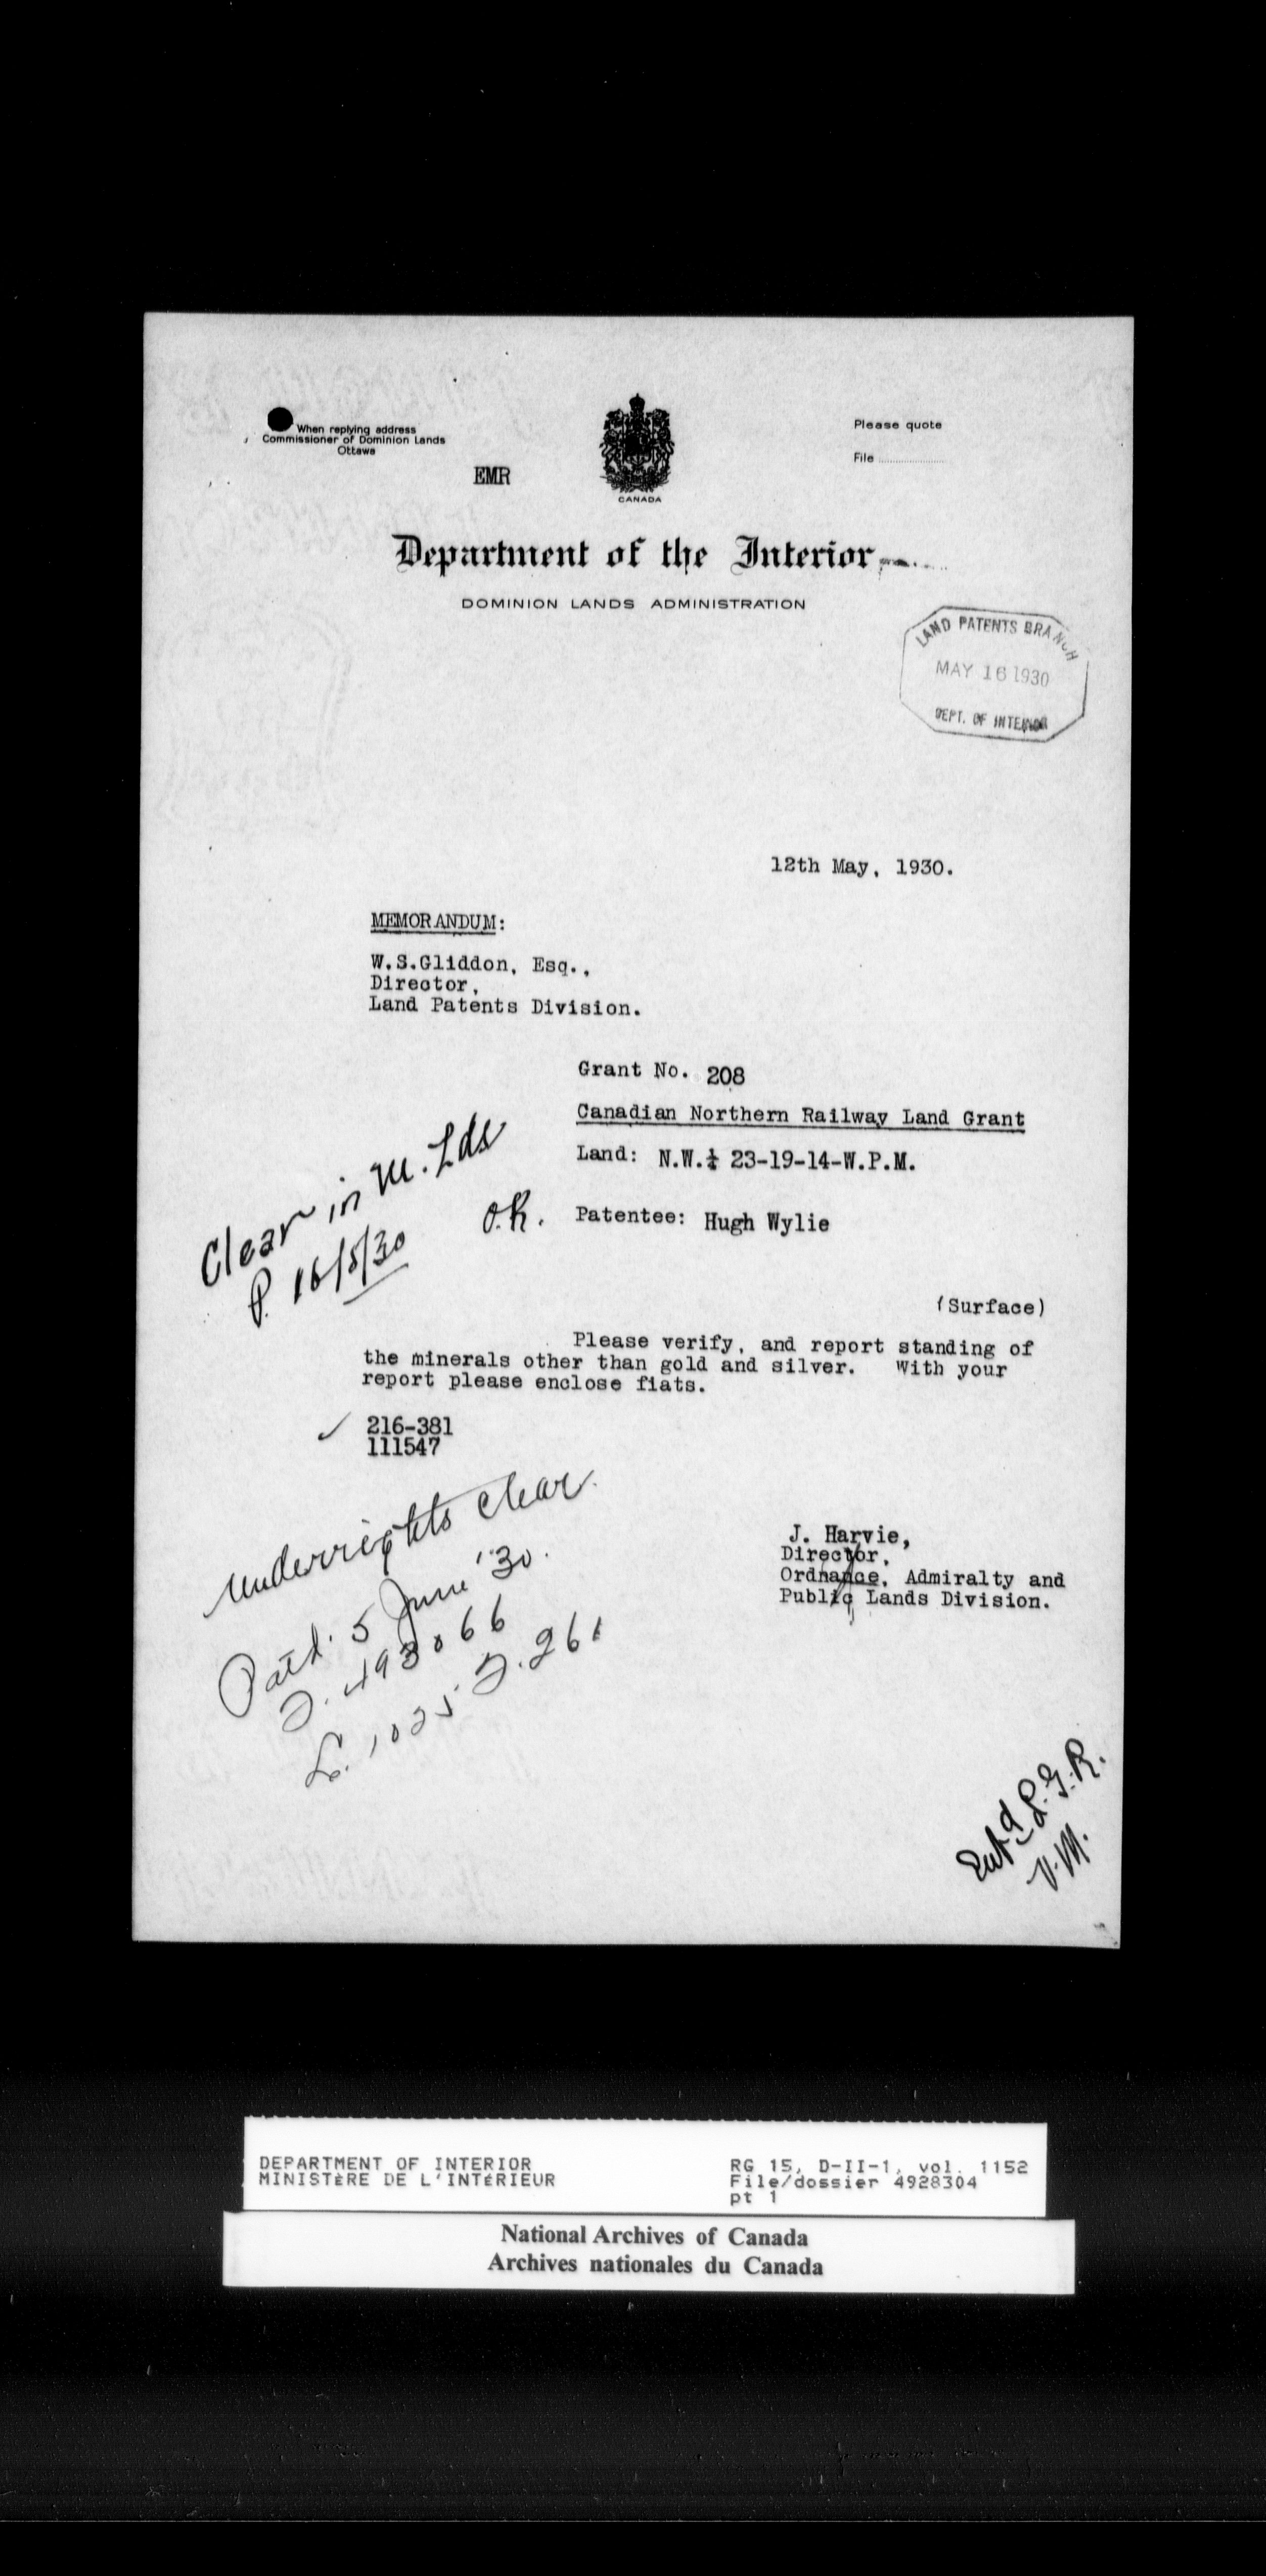 When replying address
Commissioner of Dominion Lands
Ottawa
EMR
CANADA
Please quote
File
Department of the Interior
DOMINION LANDS ADMINISTRATION
LAND PATENTS BRANCH
MAY 16 1930
DEPT. OF INTERIOR
12th May, 1930.
MEMORANDUM:
W.S.Gliddon, Esq.,
Director,
Land Patents Division.
Grant No. 208
Canadian Northern Railway Land Grant
Land: N.W.¼ 23-19-14-W.P.M.
Clear in M. Lds
P. 16/5/30
O.K. Patentee: Hugh Wylie
(Surface)
Please verify, and report standing of
the minerals other than gold and silver. With your
report please enclose fiats.
✓ 216-381
111547
Underrights clear.
Patd. 5 June '30.
493066
L. 1025 F. 261
J. Harvie,
Director,
Ordnance, Admiralty and
Public Lands Division.
Entd L.G.R.
V.M.
DEPARTMENT OF INTERIOR
MINISTÈRE DE L'INTÉRIEUR
RG 15, D-II-1, vol. 1152
File/dossier 4928304
pt 1
National Archives of Canada
Archives nationales du Canada